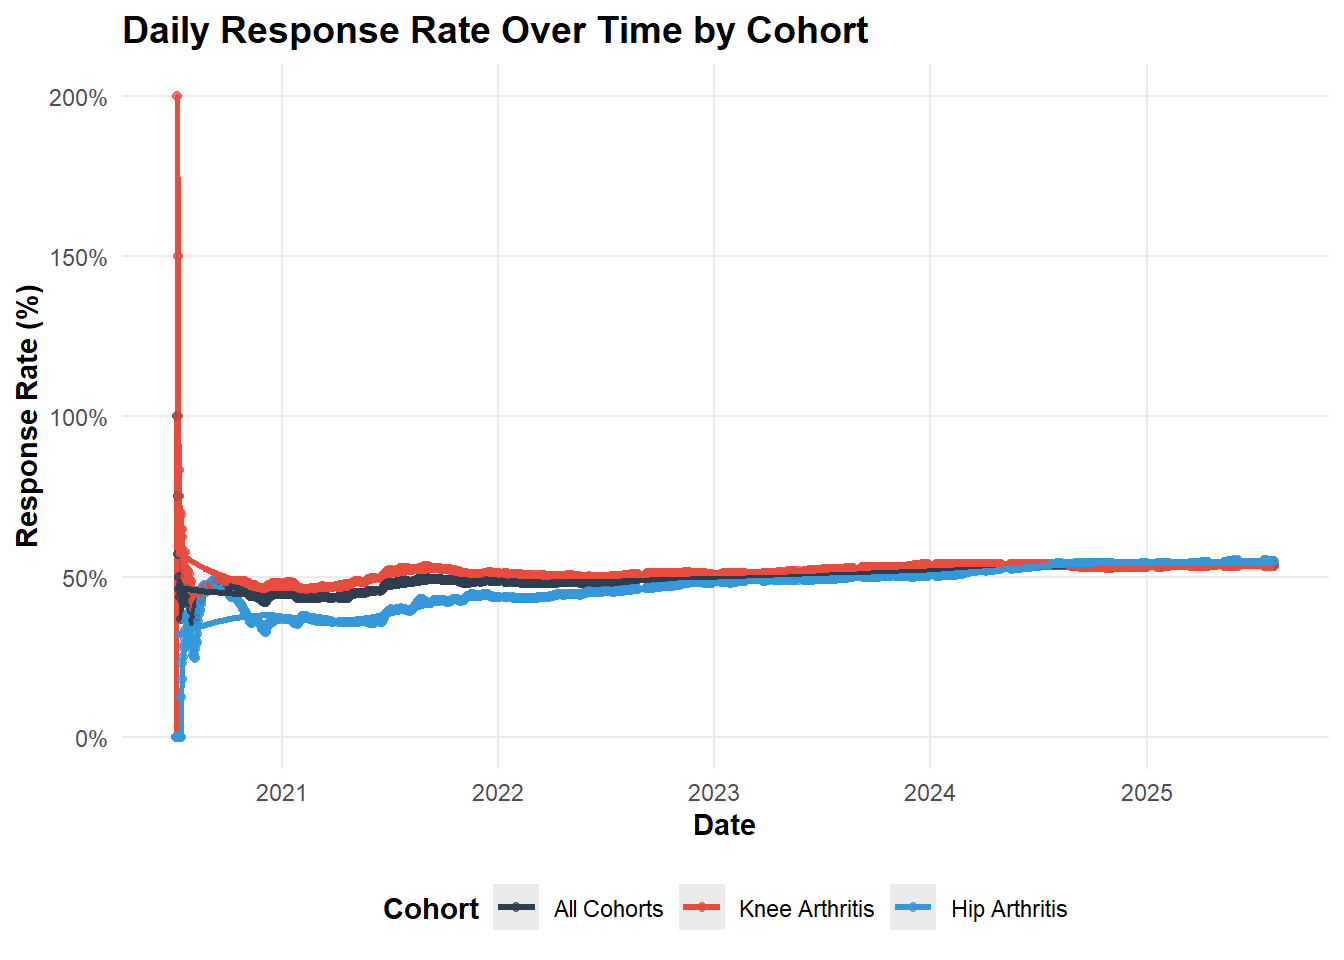 Daily Response Rate Over Time by Cohort
Response Rate (%)
200%
150%
100%
50%
0%
2021 2022 2023 2024 2025
Date
Cohort All Cohorts Knee Arthritis Hip Arthritis